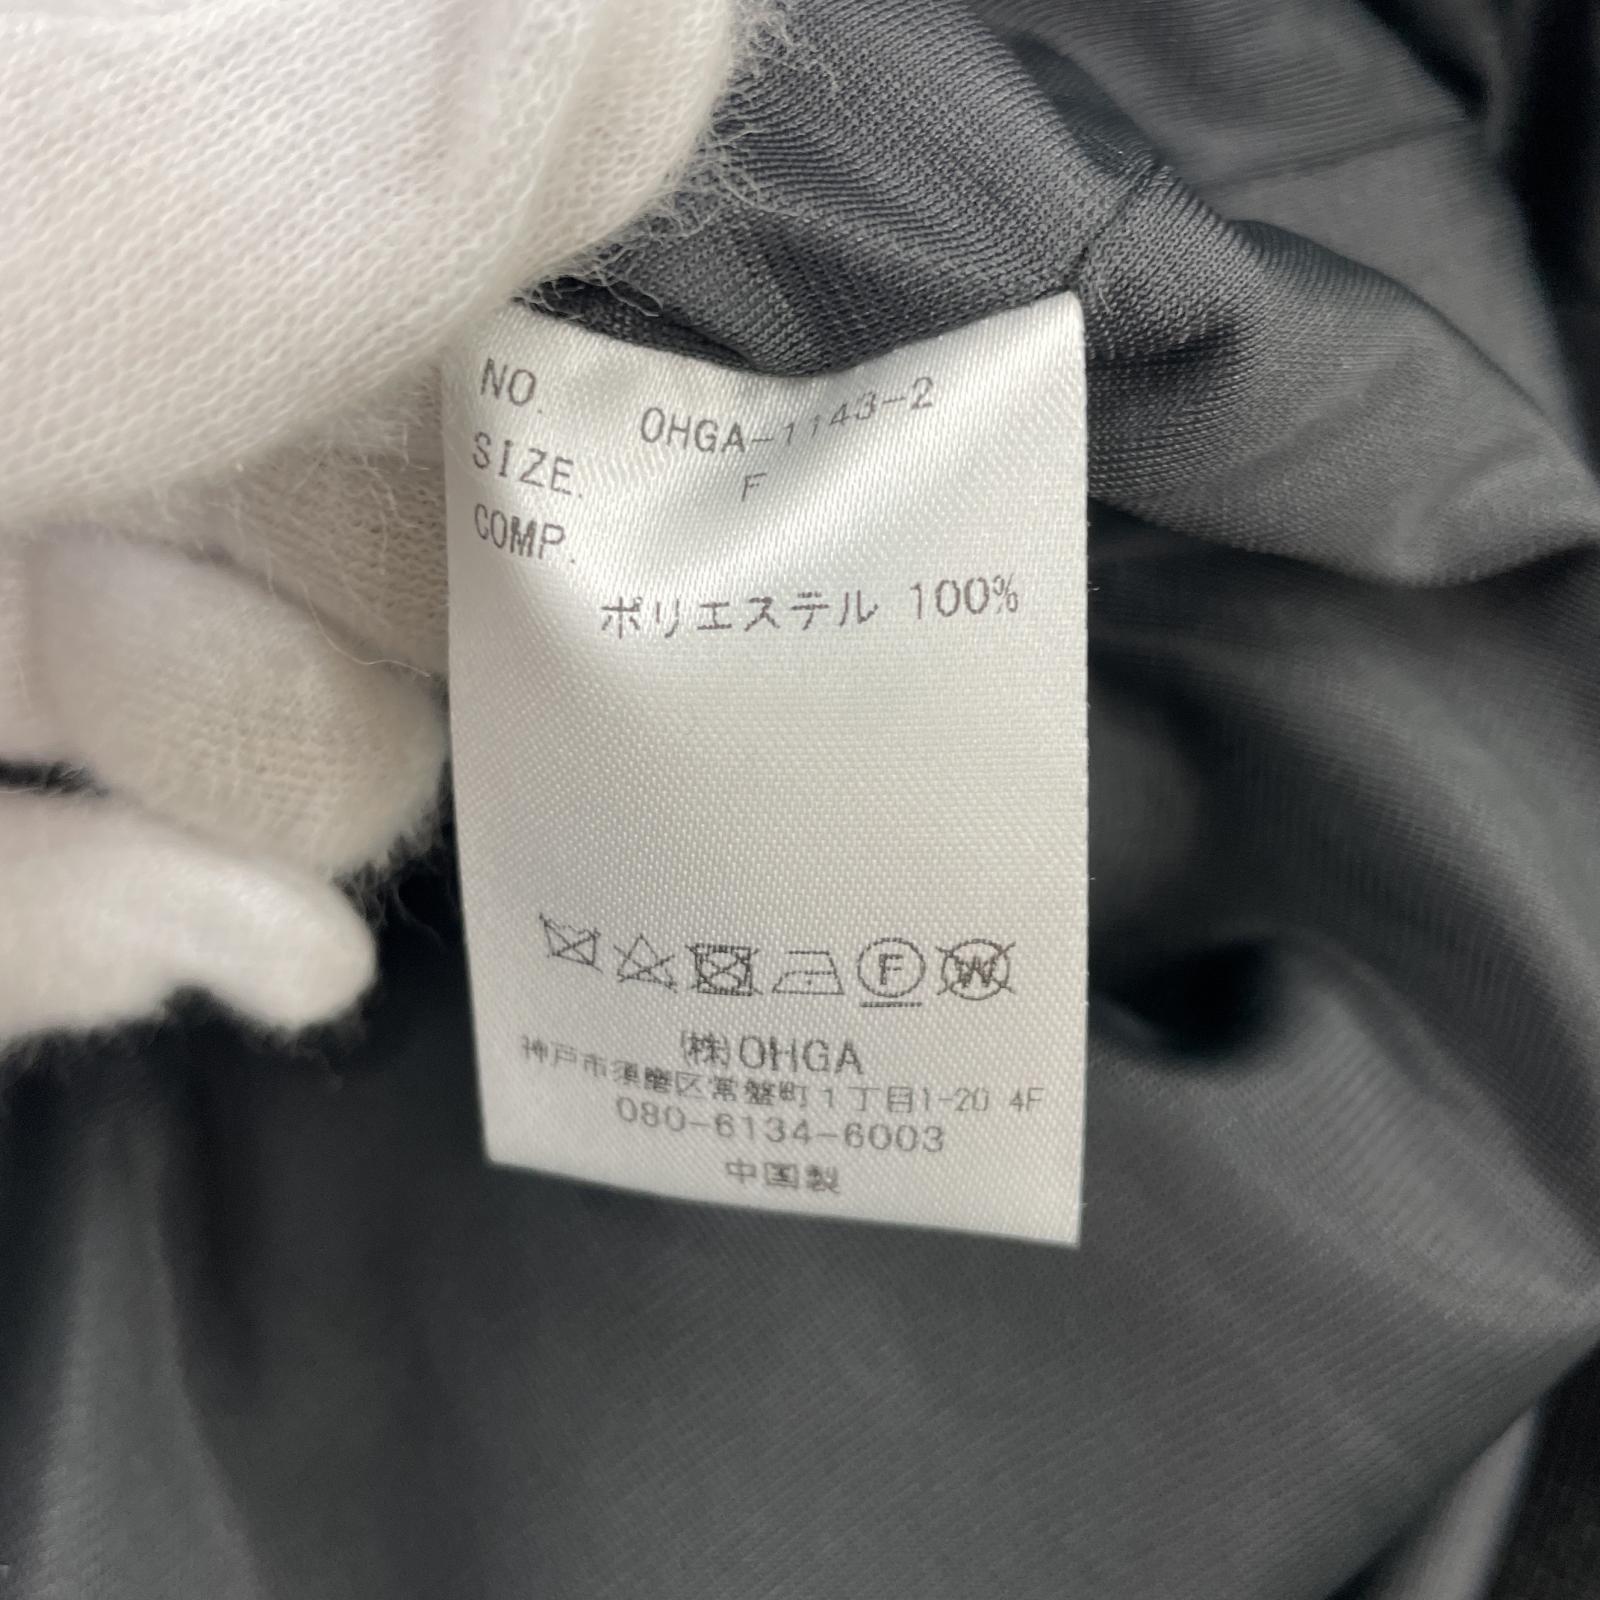 NO. OHGA-1143-2
SIZE. F
COMP.
ポリエステル 100%
F W
㈱OHGA
神戸市須磨区常盤町1丁目1-20 4F
080-6134-6003
中国製